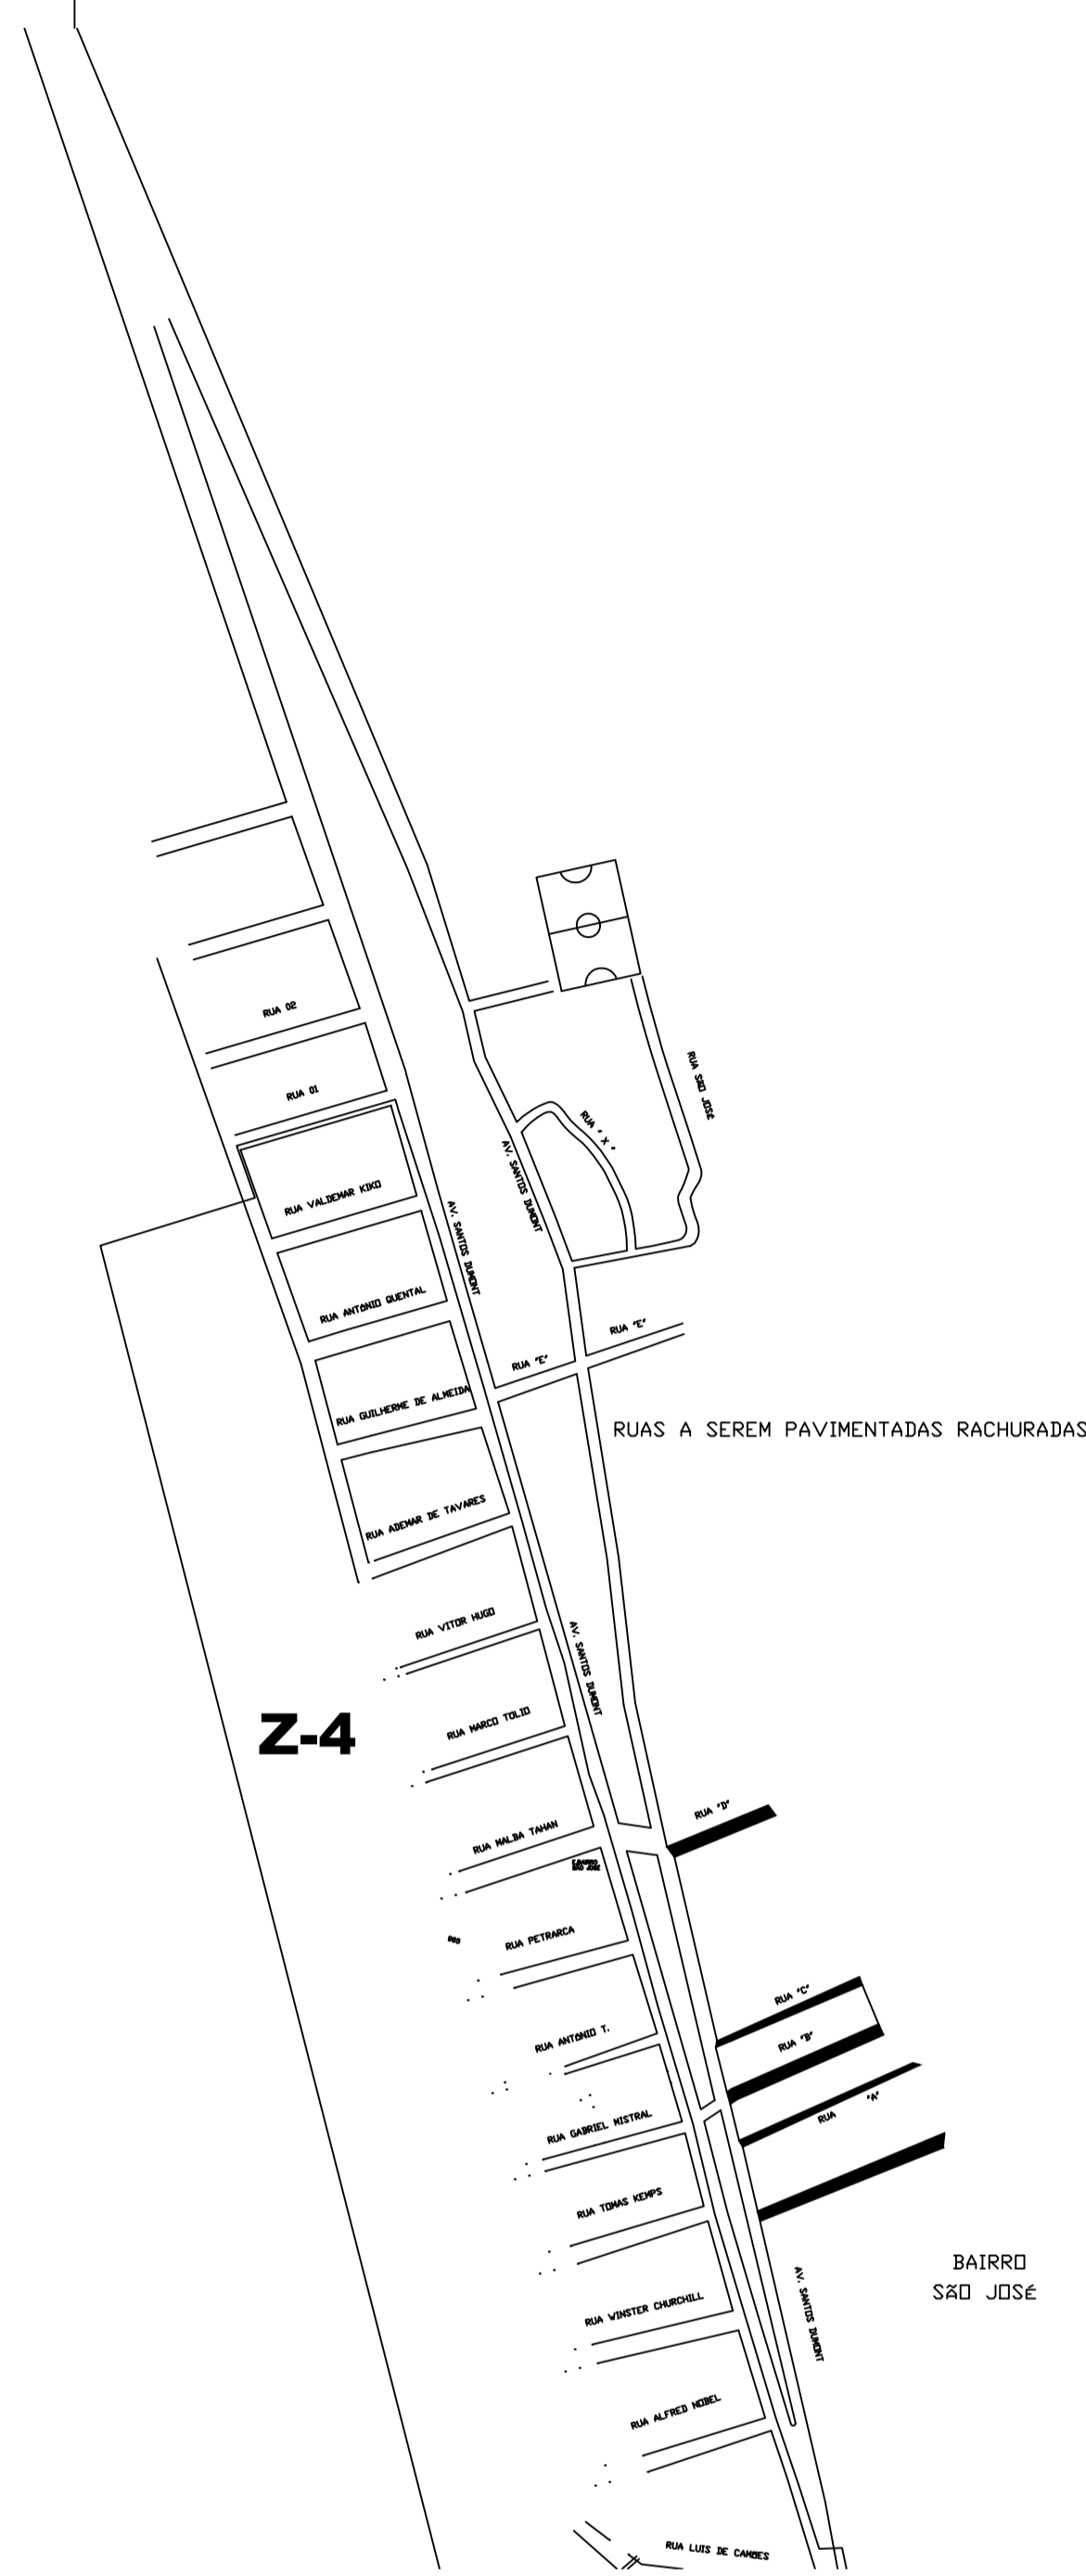 RUA 02
RUA 01
RUA SÃO JOSÉ
RUA " X "
AV. SANTOS DUMONT
RUA VALDEMAR KIKO
AV. SANTOS DUMONT
RUA ANTÔNIO QUENTAL
RUA "E"
RUA "E"
RUA GUILHERME DE ALMEIDA
RUAS A SEREM PAVIMENTADAS RACHURADAS
RUA ADEMAR DE TAVARES
RUA VITOR HUGO
AV. SANTOS DUMONT
Z-4
RUA MARCO TOLIO
RUA "D"
RUA MALBA TAHAN
RUA PETRARCA
RUA "C"
RUA "B"
RUA ANTÔNIO T.
RUA "A"
RUA GABRIEL MISTRAL
RUA TOMAS KEMPS
BAIRRO
SÃO JOSÉ
AV. SANTOS DUMONT
RUA WINSTER CHURCHILL
RUA ALFRED NOBEL
RUA LUIS DE CAMÕES